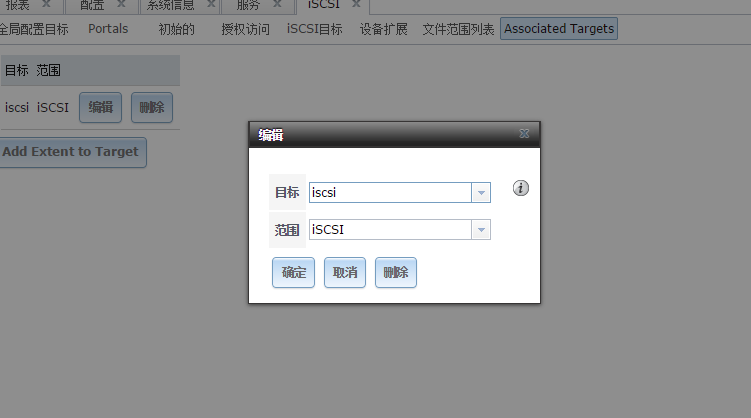 报表 配置 系统信息 服务 iSCSI
全局配置目标 Portals 初始的 授权访问 iSCSI目标 设备扩展 文件范围列表 Associated Targets
目标 范围
iscsi iSCSI 编辑 删除
Add Extent to Target
编辑
目标 iscsi
范围 iSCSI
确定 取消 删除